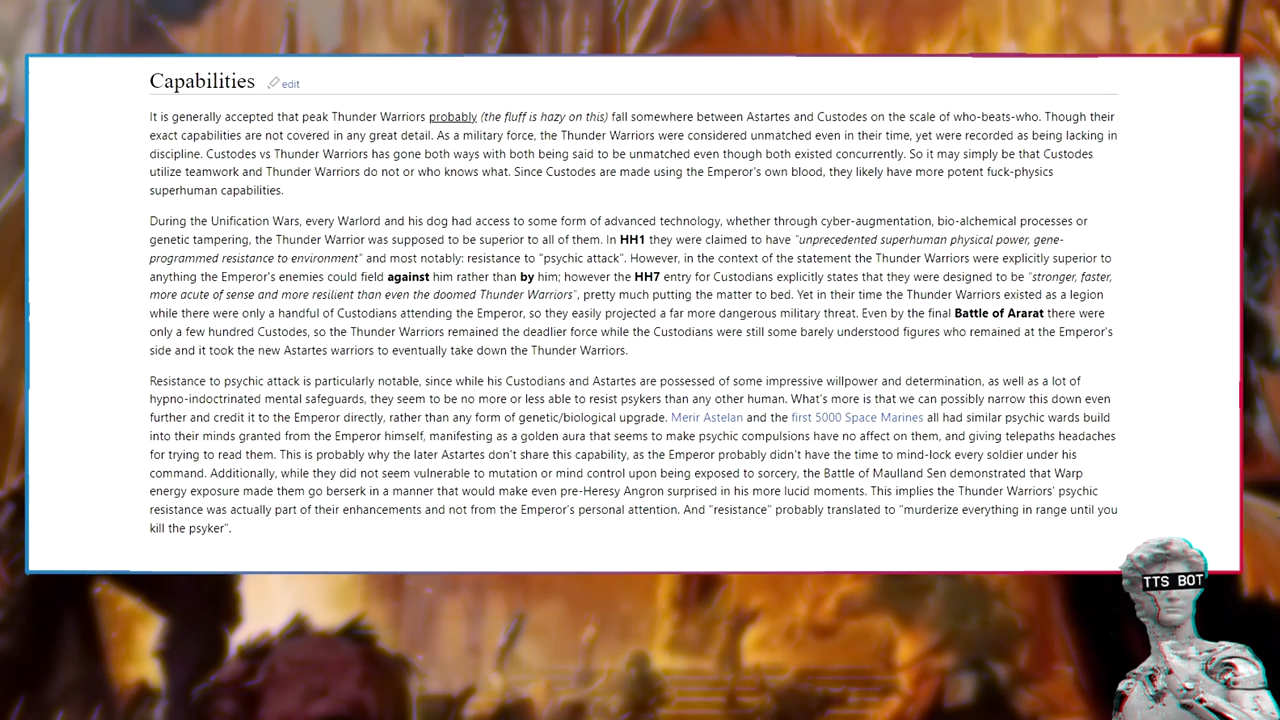 Capabilities edit
It is generally accepted that peak Thunder Warriors probably (the fluff is hazy on this) fall somewhere between Astartes and Custodes on the scale of who-beats-who. Though their
exact capabilities are not covered in any great detail. As a military force, the Thunder Warriors were considered unmatched even in their time, yet were recorded as being lacking in
discipline. Custodes vs Thunder Warriors has gone both ways with both being said to be unmatched even though both existed concurrently. So it may simply be that Custodes
utilize teamwork and Thunder Warriors do not or who knows what. Since Custodes are made using the Emperor's own blood, they likely have more potent fuck-physics
superhuman capabilities.
During the Unification Wars, every Warlord and his dog had access to some form of advanced technology, whether through cyber-augmentation, bio-alchemical processes or
genetic tampering, the Thunder Warrior was supposed to be superior to all of them. In HH1 they were claimed to have "unprecedented superhuman physical power, gene-
programmed resistance to environment" and most notably: resistance to "psychic attack". However, in the context of the statement the Thunder Warriors were explicitly superior to
anything the Emperor's enemies could field against him rather than by him; however the HH7 entry for Custodians explicitly states that they were designed to be "stronger, faster,
more acute of sense and more resilient than even the doomed Thunder Warriors", pretty much putting the matter to bed. Yet in their time the Thunder Warriors existed as a legion
while there were only a handful of Custodians attending the Emperor, so they easily projected a far more dangerous military threat. Even by the final Battle of Ararat there were
only a few hundred Custodes, so the Thunder Warriors remained the deadlier force while the Custodians were still some barely understood figures who remained at the Emperor's
side and it took the new Astartes warriors to eventually take down the Thunder Warriors.
Resistance to psychic attack is particularly notable, since while his Custodians and Astartes are possessed of some impressive willpower and determination, as well as a lot of
hypno-indoctrinated mental safeguards, they seem to be no more or less able to resist psykers than any other human. What's more is that we can possibly narrow this down even
further and credit it to the Emperor directly, rather than any form of genetic/biological upgrade. Merir Astelan and the first 5000 Space Marines all had similar psychic wards build
into their minds granted from the Emperor himself, manifesting as a golden aura that seems to make psychic compulsions have no affect on them, and giving telepaths headaches
for trying to read them. This is probably why the later Astartes don't share this capability, as the Emperor probably didn't have the time to mind-lock every soldier under his
command. Additionally, while they did not seem vulnerable to mutation or mind control upon being exposed to sorcery, the Battle of Maulland Sen demonstrated that Warp
energy exposure made them go berserk in a manner that would make even pre-Heresy Angron surprised in his more lucid moments. This implies the Thunder Warriors' psychic
resistance was actually part of their enhancements and not from the Emperor's personal attention. And "resistance" probably translated to "murderize everything in range until you
kill the psyker".
TTS BOT